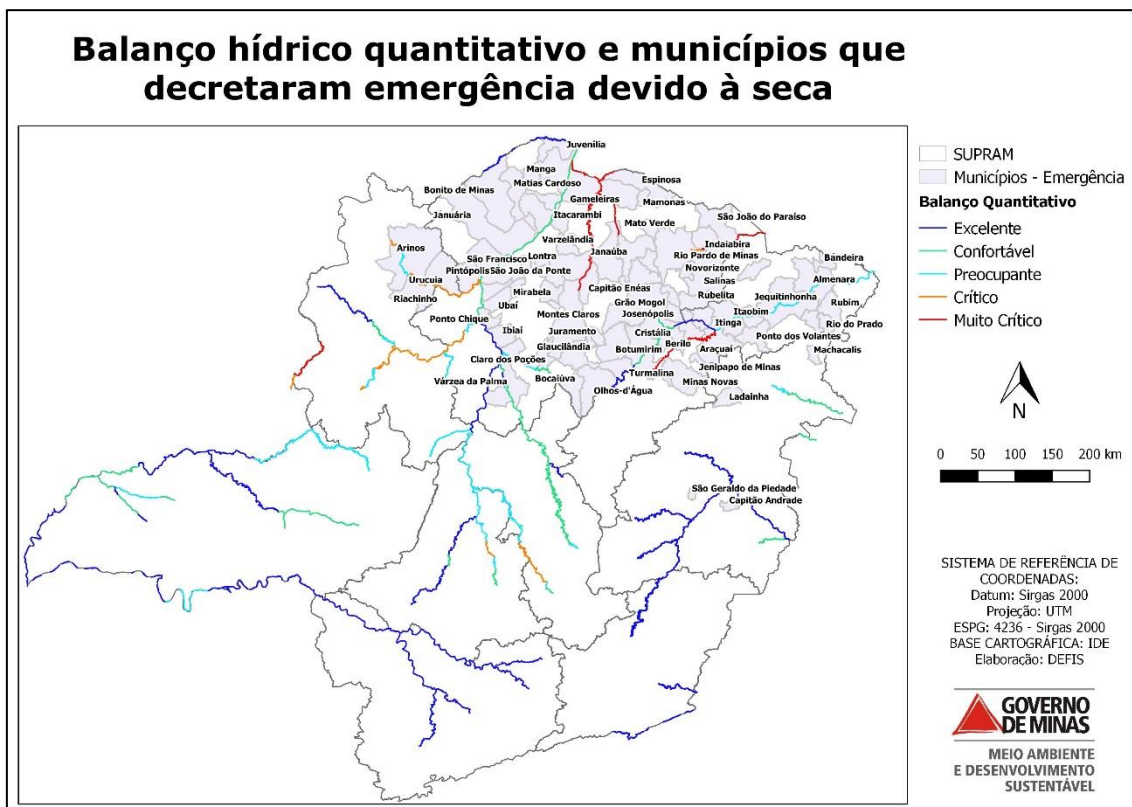 Balanço hídrico quantitativo e municípios que
decretaram emergência devido à seca
Juvenília
Manga
Matias Cardoso
Espinosa
Bonito de Minas
Gameleiras
Mamonas
Januária
Itacarambi
São João do Paraíso
Mato Verde
Varzelândia
Indaiabira
Arinos
Janaúba
Rio Pardo de Minas
Bandeira
São Francisco
Lontra
Novorizonte
Pintópolis
São João da Ponte
Urucuia
Capitão Enéas
Salinas
Almenara
Riachinho
Mirabela
Rubelita
Jequitinhonha
Ubaí
Grão Mogol
Rubim
Ponto Chique
Montes Claros
Josenópolis
Itaobim
Ibiaí
Juramento
Cristália
Itinga
Rio do Prado
Glaucilândia
Berilo
Ponto dos Volantes
Botumirim
Araçuaí
Machacalis
Claro dos Poções
Turmalina
Jenipapo de Minas
Várzea da Palma
Bocaiúva
Minas Novas
Olhos-d'Água
Ladainha
São Geraldo da Piedade
Capitão Andrade
SUPRAM
Municípios - Emergência
Balanço Quantitativo
Excelente
Confortável
Preocupante
Crítico
Muito Crítico
N
0 50 100 150 200 km
SISTEMA DE REFERÊNCIA DE
COORDENADAS:
Datum: Sirgas 2000
Projeção: UTM
ESPG: 4236 - Sirgas 2000
BASE CARTOGRÁFICA: IDE
Elaboração: DEFIS
GOVERNO
DE MINAS
MEIO AMBIENTE
E DESENVOLVIMENTO
SUSTENTÁVEL